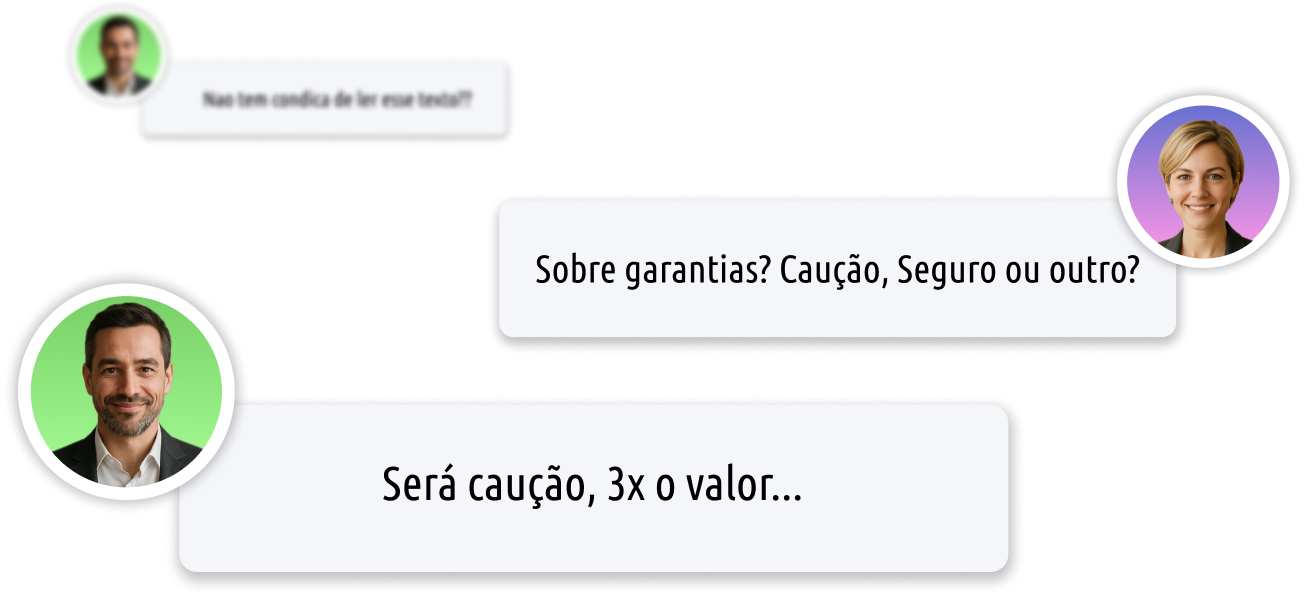 Nao tem condica de ler esse texto??
Sobre garantias? Caução, Seguro ou outro?
Será caução, 3x o valor...